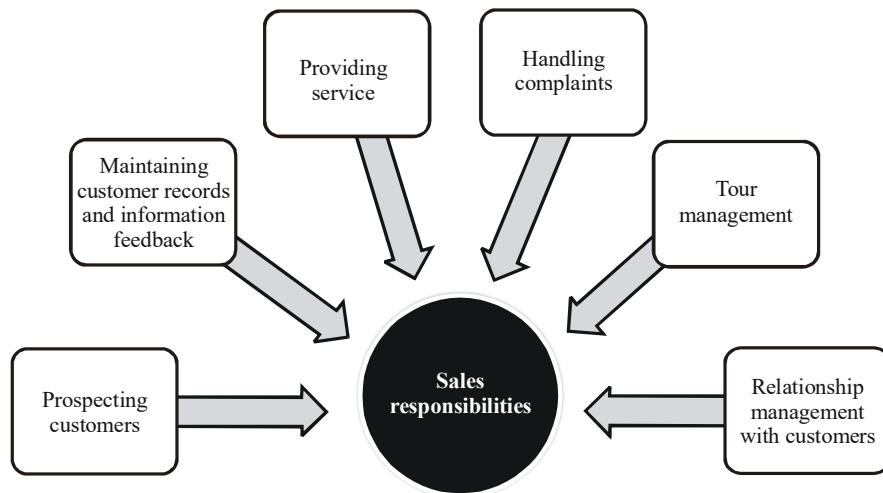 Providing
service
Handling
complaints
Maintaining
customer records
and information
feedback
Tour
management
Prospecting
customers
Sales
responsibilities
Relationship
management
with customers